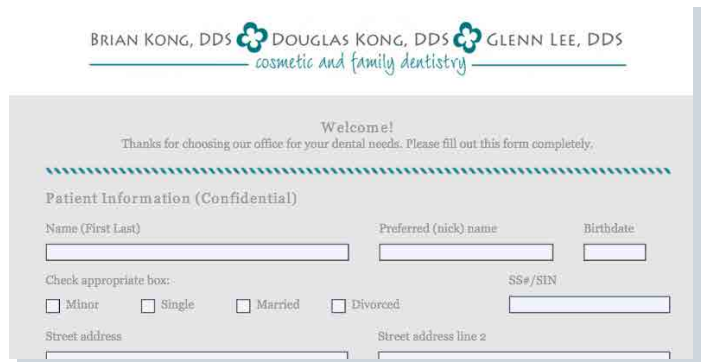 BRIAN KONG, DDS DOUGLAS KONG, DDS GLENN LEE, DDS
cosmetic and family dentistry
Welcome!
Thanks for choosing our office for your dental needs. Please fill out this form completely.
Patient Information (Confidential)
Name (First Last) Preferred (nick) name Birthdate
Check appropriate box: SS#/SIN
Minor Single Married Divorced
Street address Street address line 2